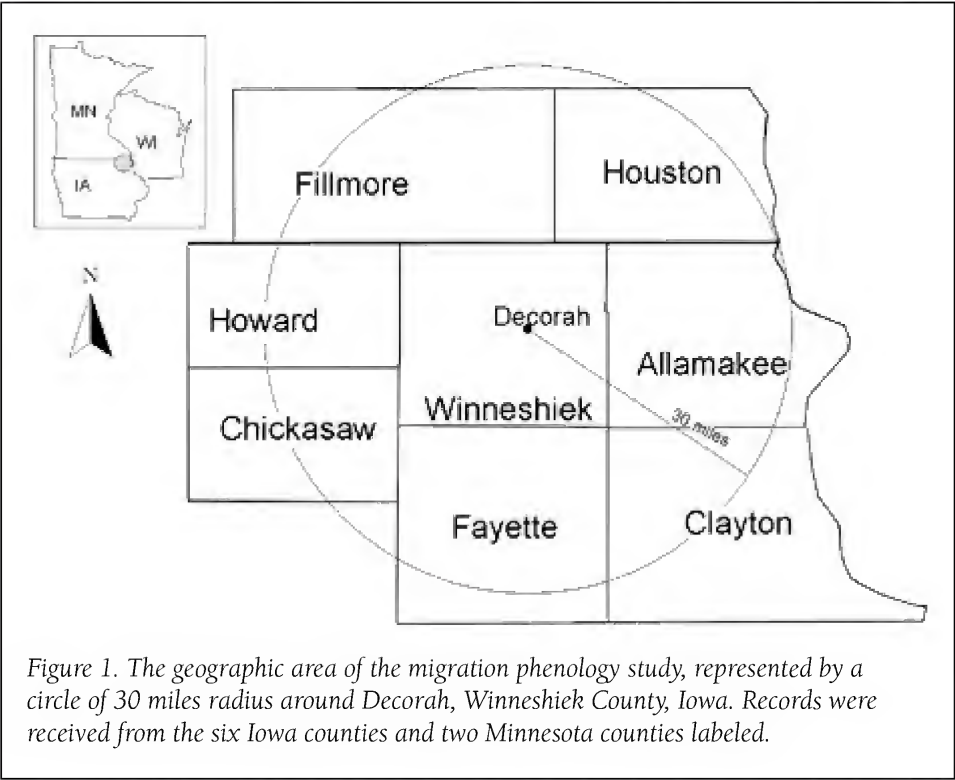 MN
WI
IA
N
Fillmore
Houston
Howard
Decorah
Allamakee
Winneshiek
Chickasaw
30 miles
Fayette
Clayton
Figure 1. The geographic area of the migration phenology study, represented by a
circle of 30 miles radius around Decorah, Winneshiek County, Iowa. Records were
received from the six Iowa counties and two Minnesota counties labeled.